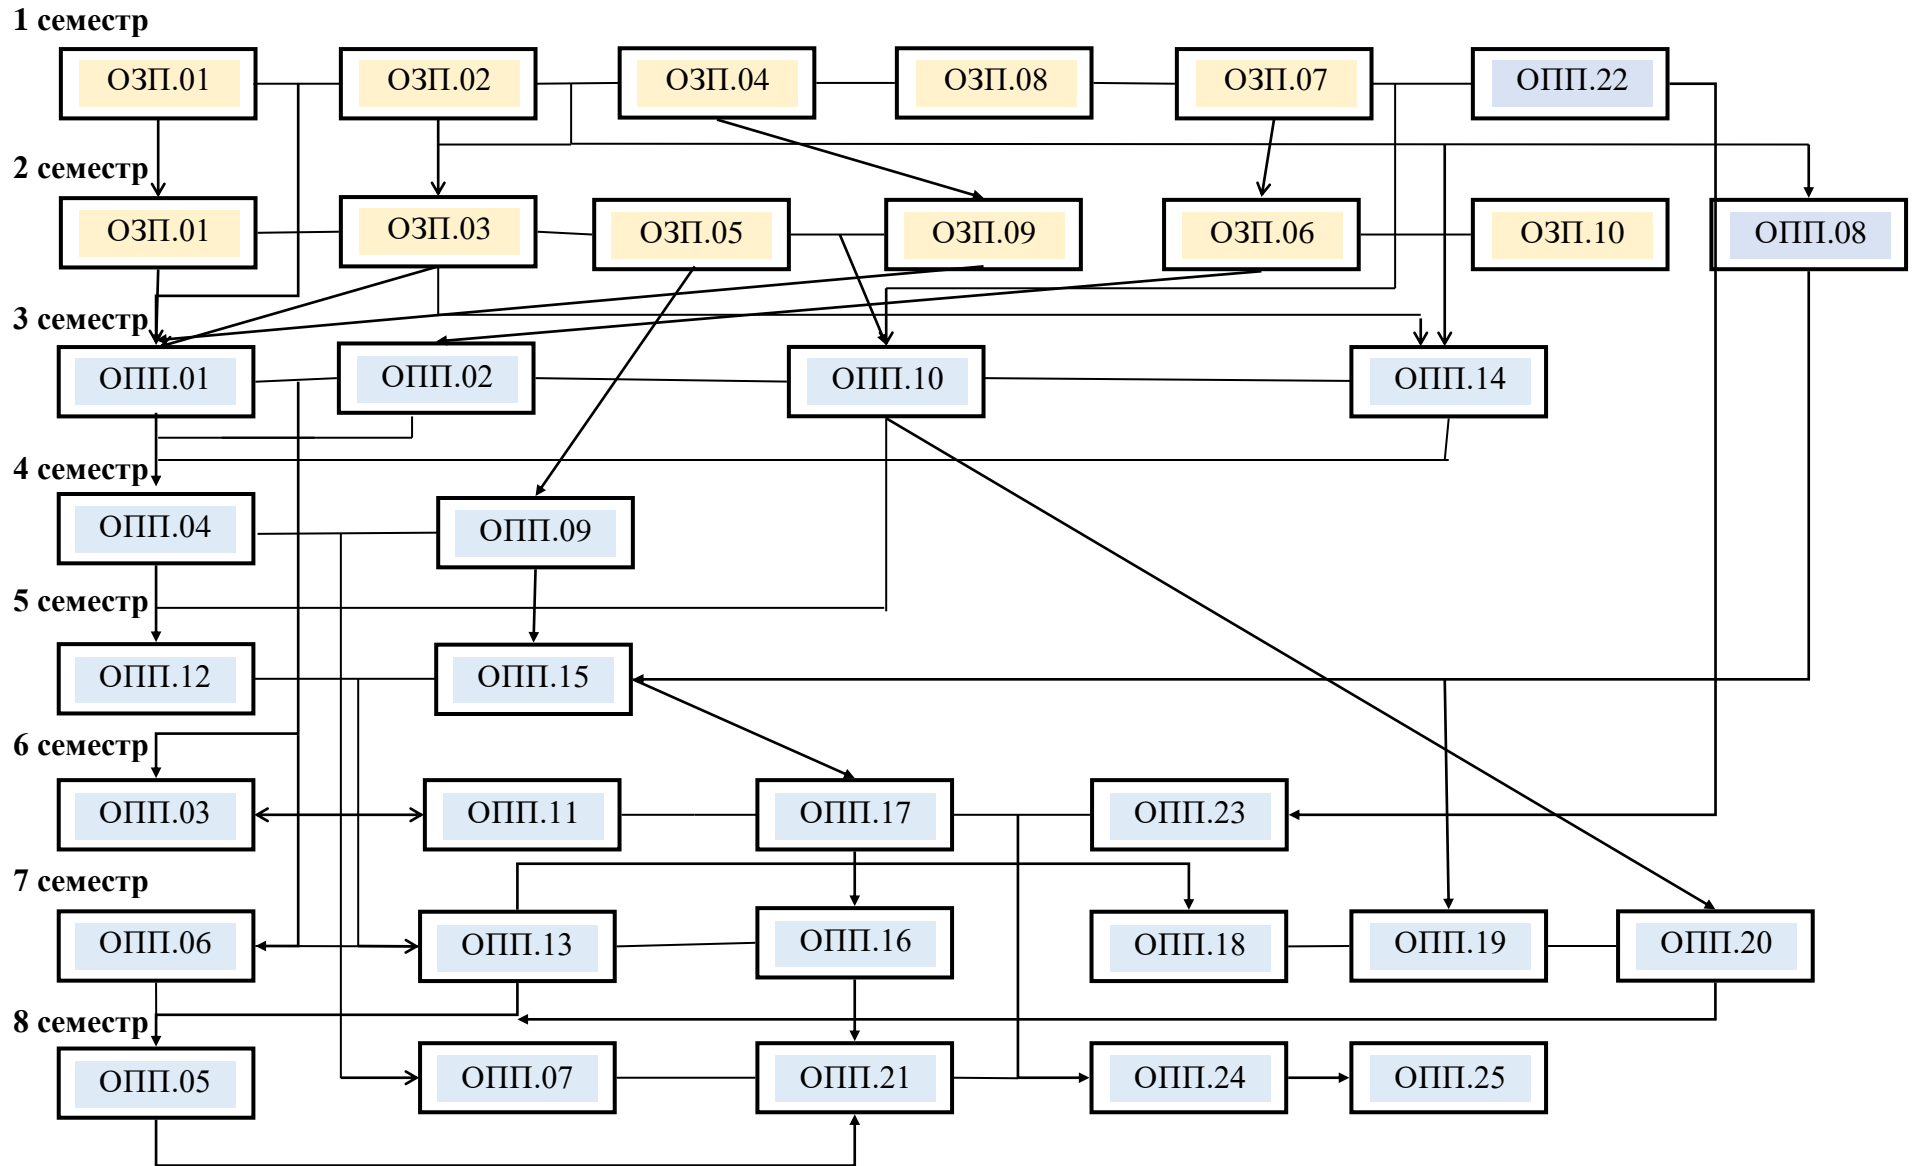 1 семестр
ОЗП.01 ОЗП.02 ОЗП.04 ОЗП.08 ОЗП.07 ОПП.22
2 семестр
ОЗП.01 ОЗП.03 ОЗП.05 ОЗП.09 ОЗП.06 ОЗП.10 ОПП.08
3 семестр
ОПП.01 ОПП.02 ОПП.10 ОПП.14
4 семестр
ОПП.04 ОПП.09
5 семестр
ОПП.12 ОПП.15
6 семестр
ОПП.03 ОПП.11 ОПП.17 ОПП.23
7 семестр
ОПП.06 ОПП.13 ОПП.16 ОПП.18 ОПП.19 ОПП.20
8 семестр
ОПП.05 ОПП.07 ОПП.21 ОПП.24 ОПП.25